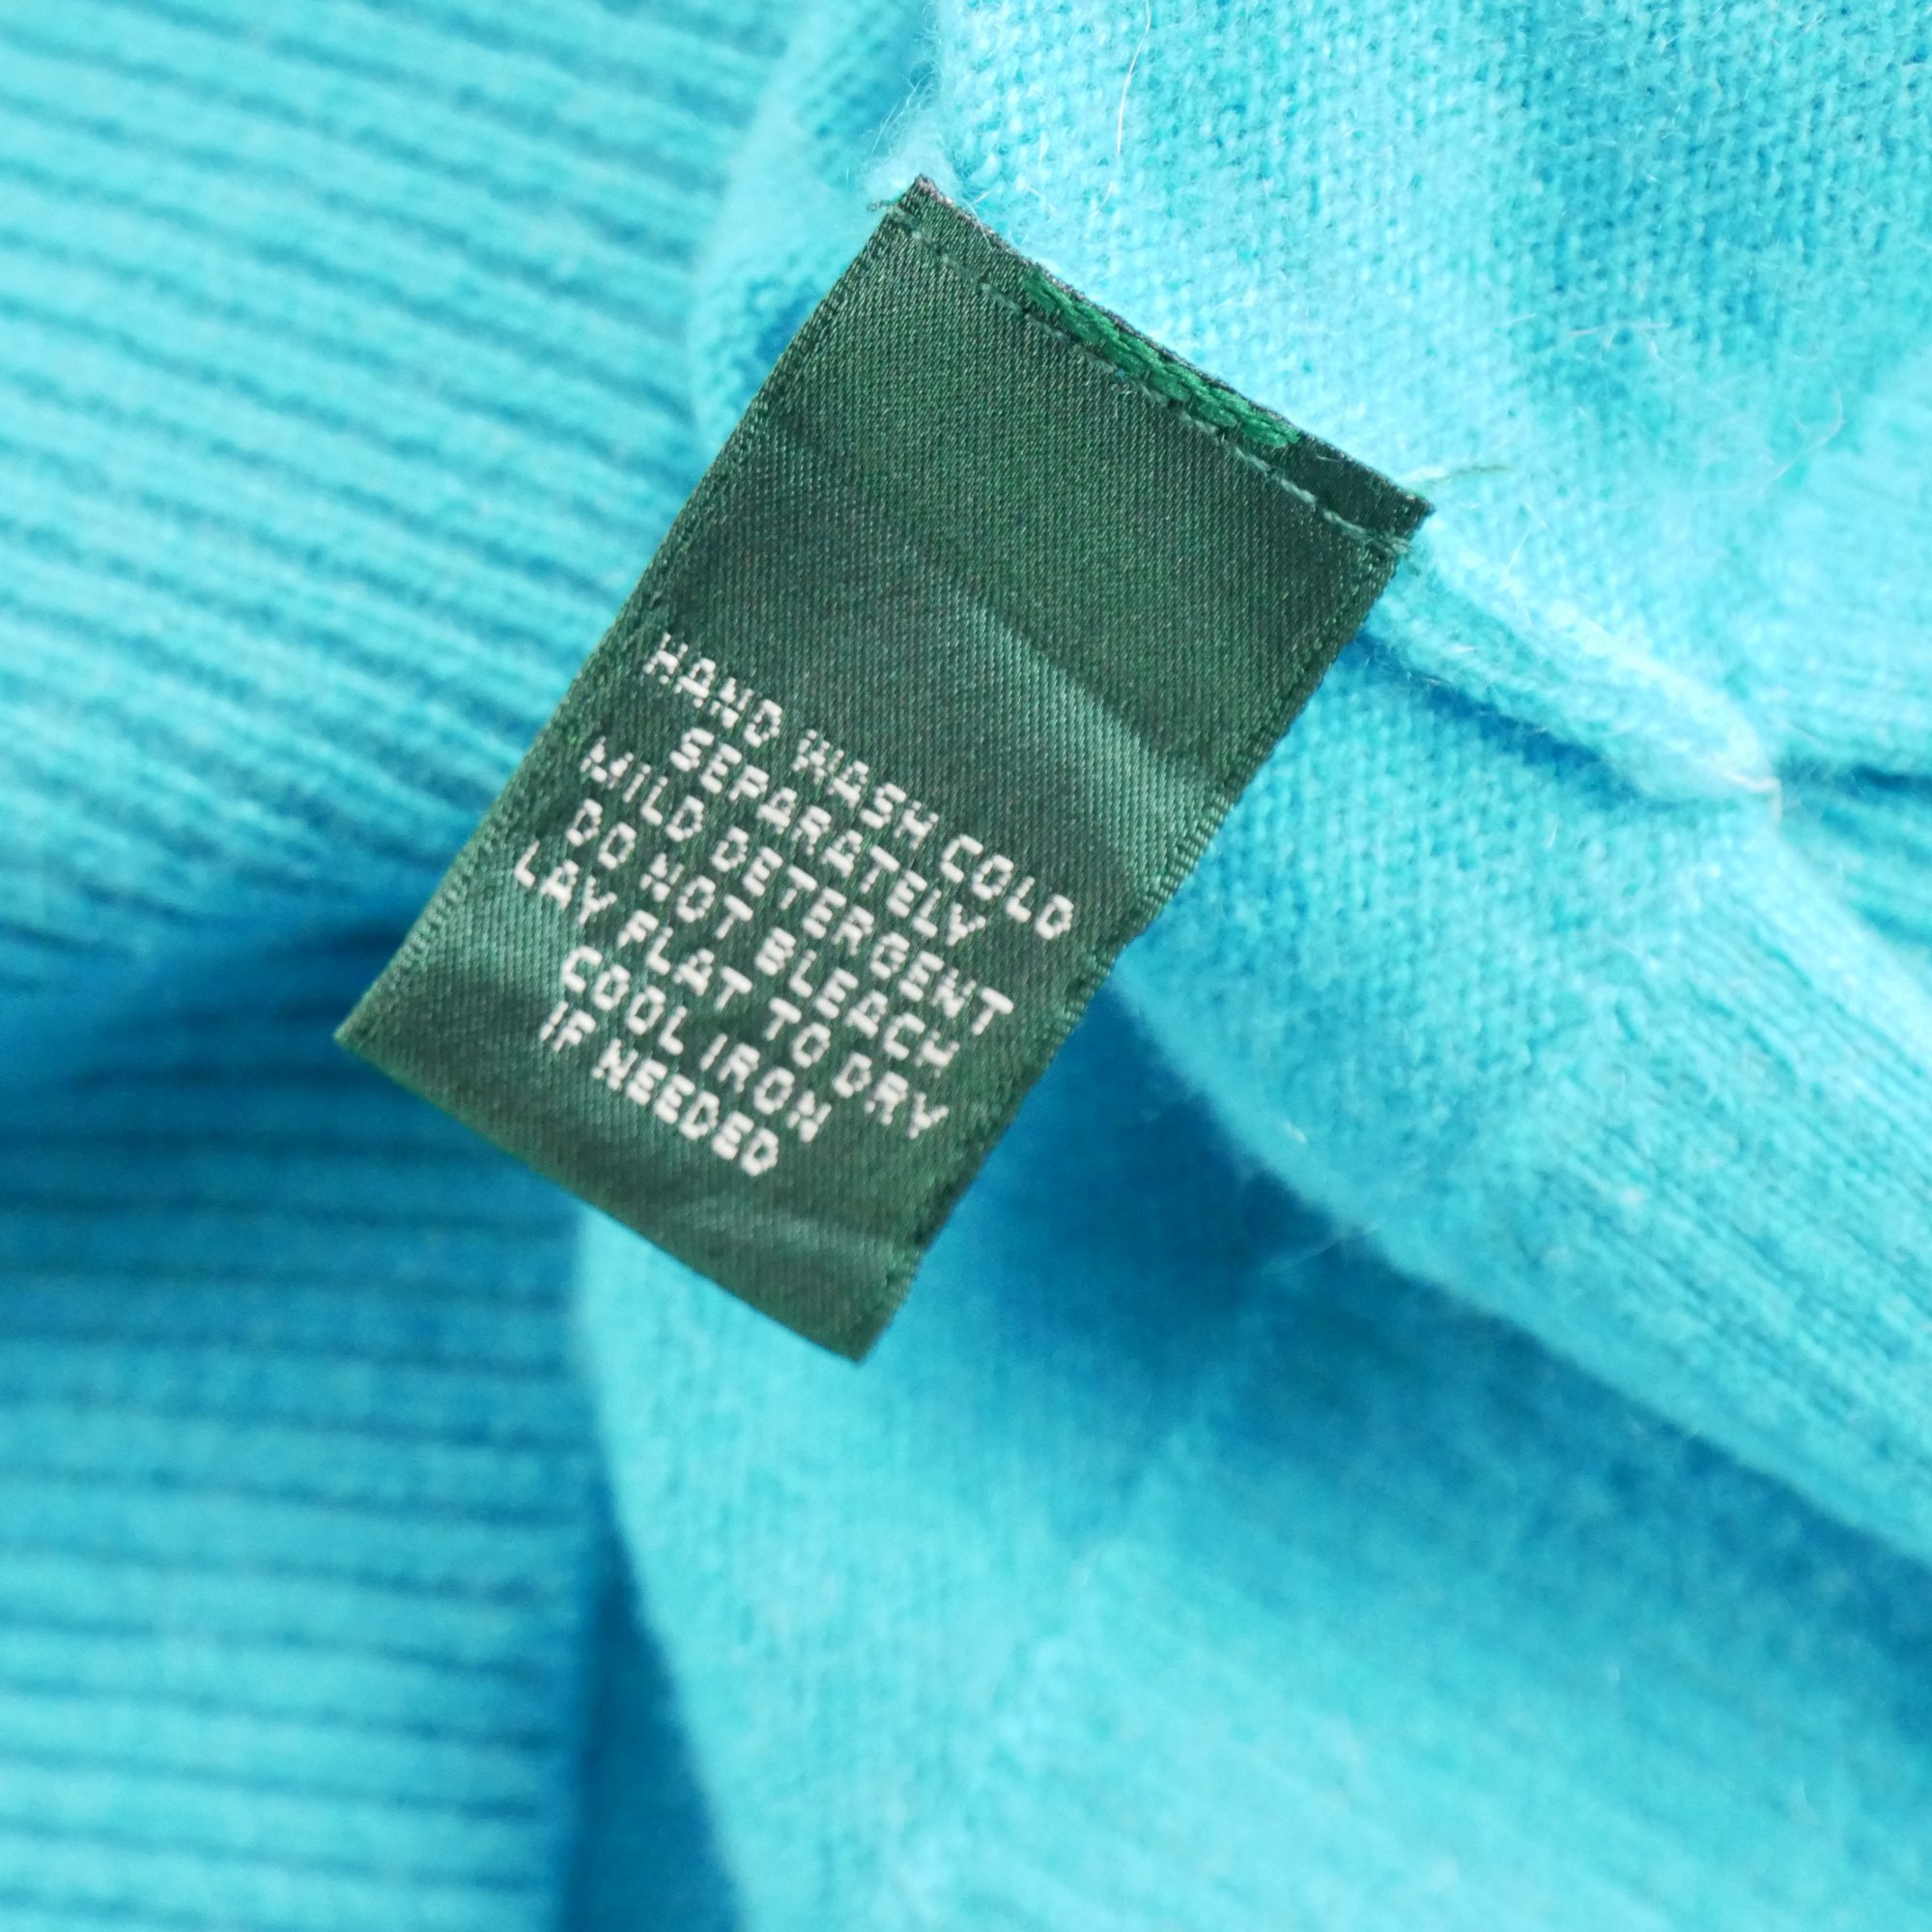 HAND WASH COLD
SEPARATELY
MILD DETERGENT
DO NOT BLEACH
LAY FLAT TO DRY
COOL IRON
IF NEEDED